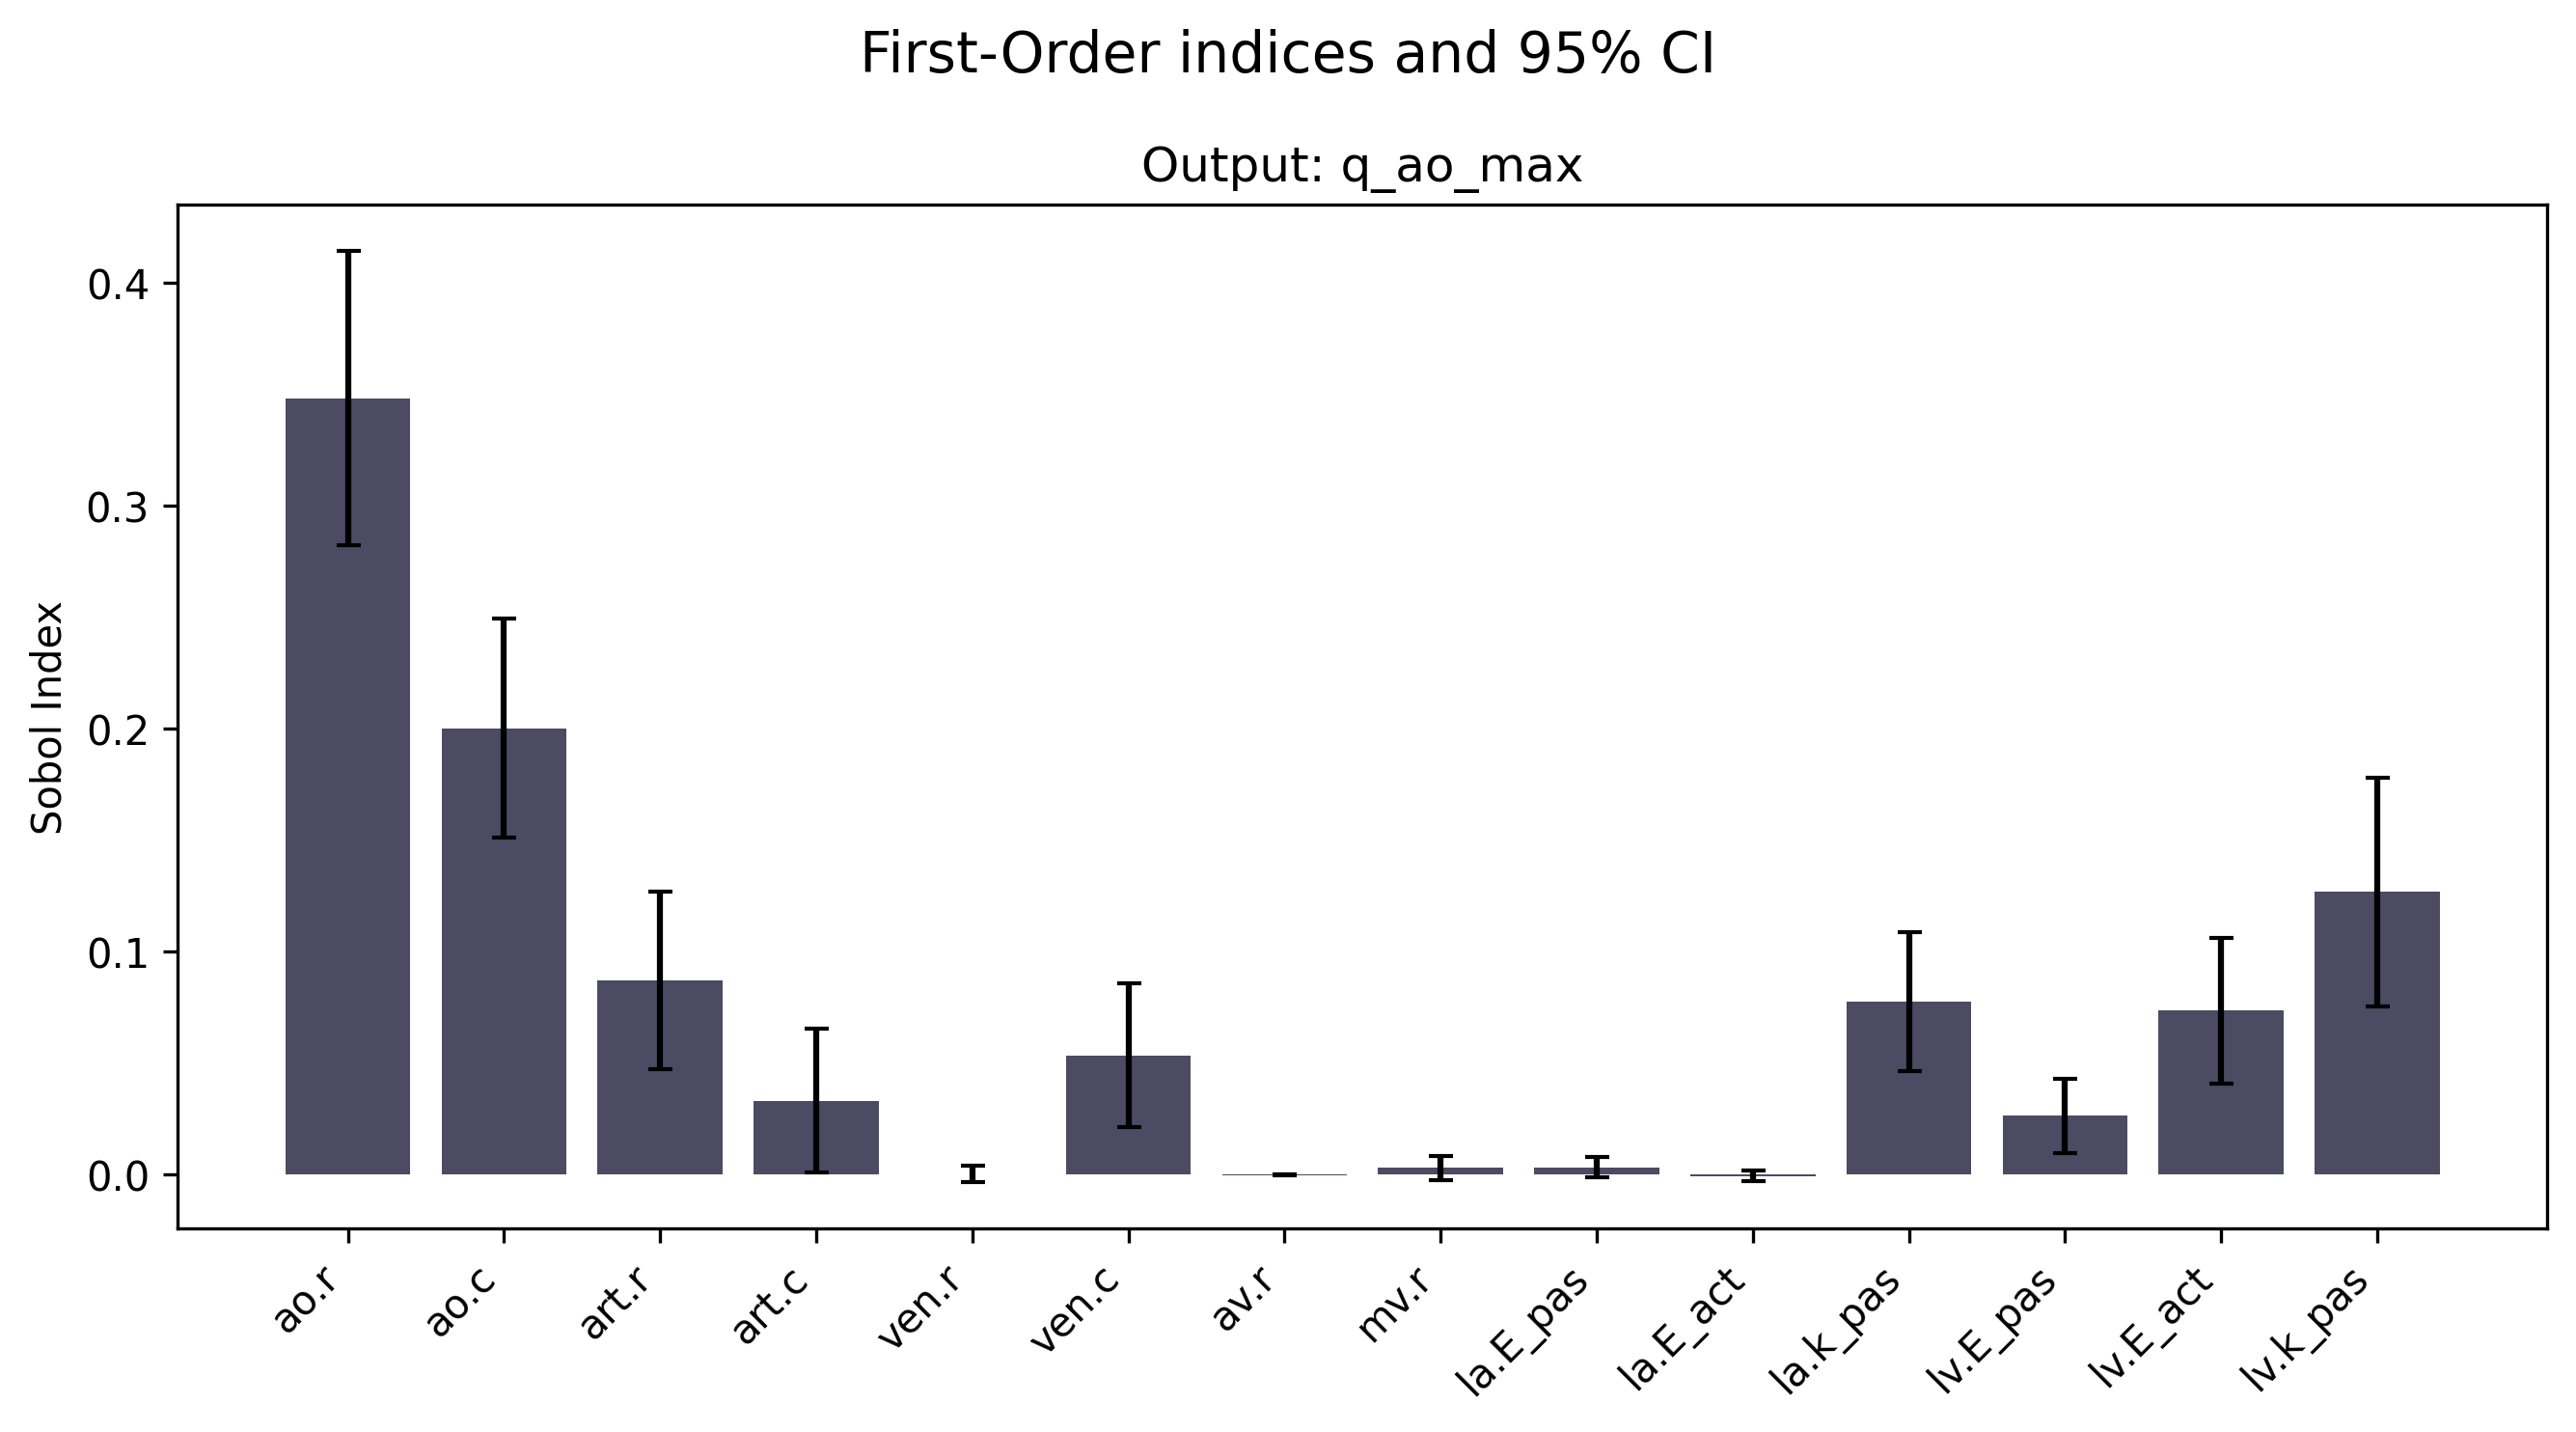 First-Order indices and 95% CI
Output: q_ao_max
Sobol Index
0.4
0.3
0.2
0.1
0.0
ao.r
ao.c
art.r
art.c
ven.r
ven.c
av.r
mv.r
la.E_pas
la.E_act
la.k_pas
lv.E_pas
lv.E_act
lv.k_pas